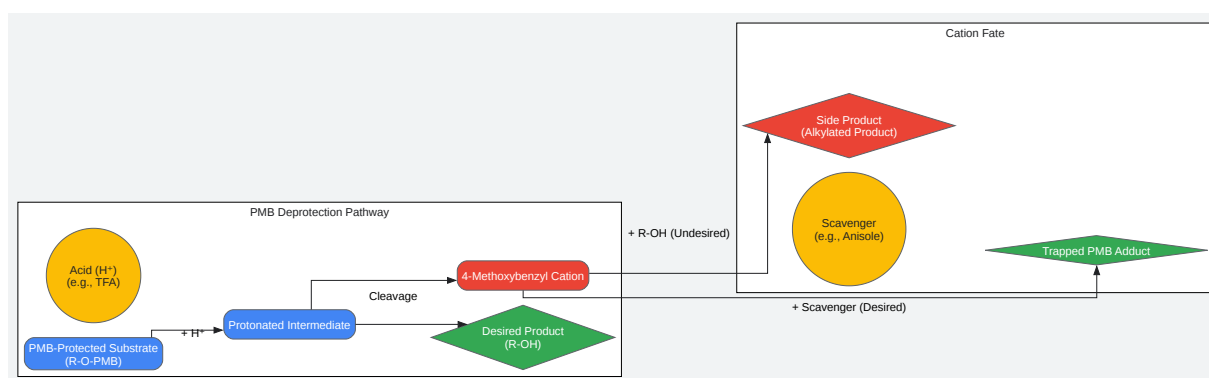 Cation Fate
Side Product
(Alkylated Product)
Scavenger
(e.g., Anisole)
Trapped PMB Adduct
+ R-OH (Undesired)
+ Scavenger (Desired)
PMB Deprotection Pathway
Acid (H⁺)
(e.g., TFA)
4-Methoxybenzyl Cation
Cleavage
Protonated Intermediate
+ H⁺
Desired Product
(R-OH)
PMB-Protected Substrate
(R-O-PMB)